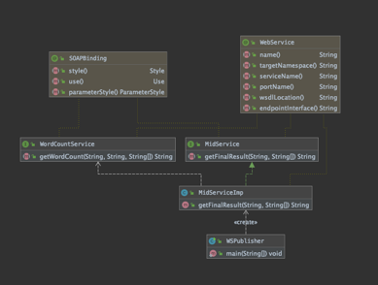 SOAPBinding
style() Style
use() Use
parameterStyle() ParameterStyle
WebService
name() String
targetNamespace() String
serviceName() String
portName() String
wsdlLocation() String
endpointInterface() String
WordCountService
getWordCount(String, String, String[]) String
MidService
getFinalResult(String, String[]) String
MidServiceImp
getFinalResult(String, String[]) String
«create»
WSPublisher
main(String[]) void